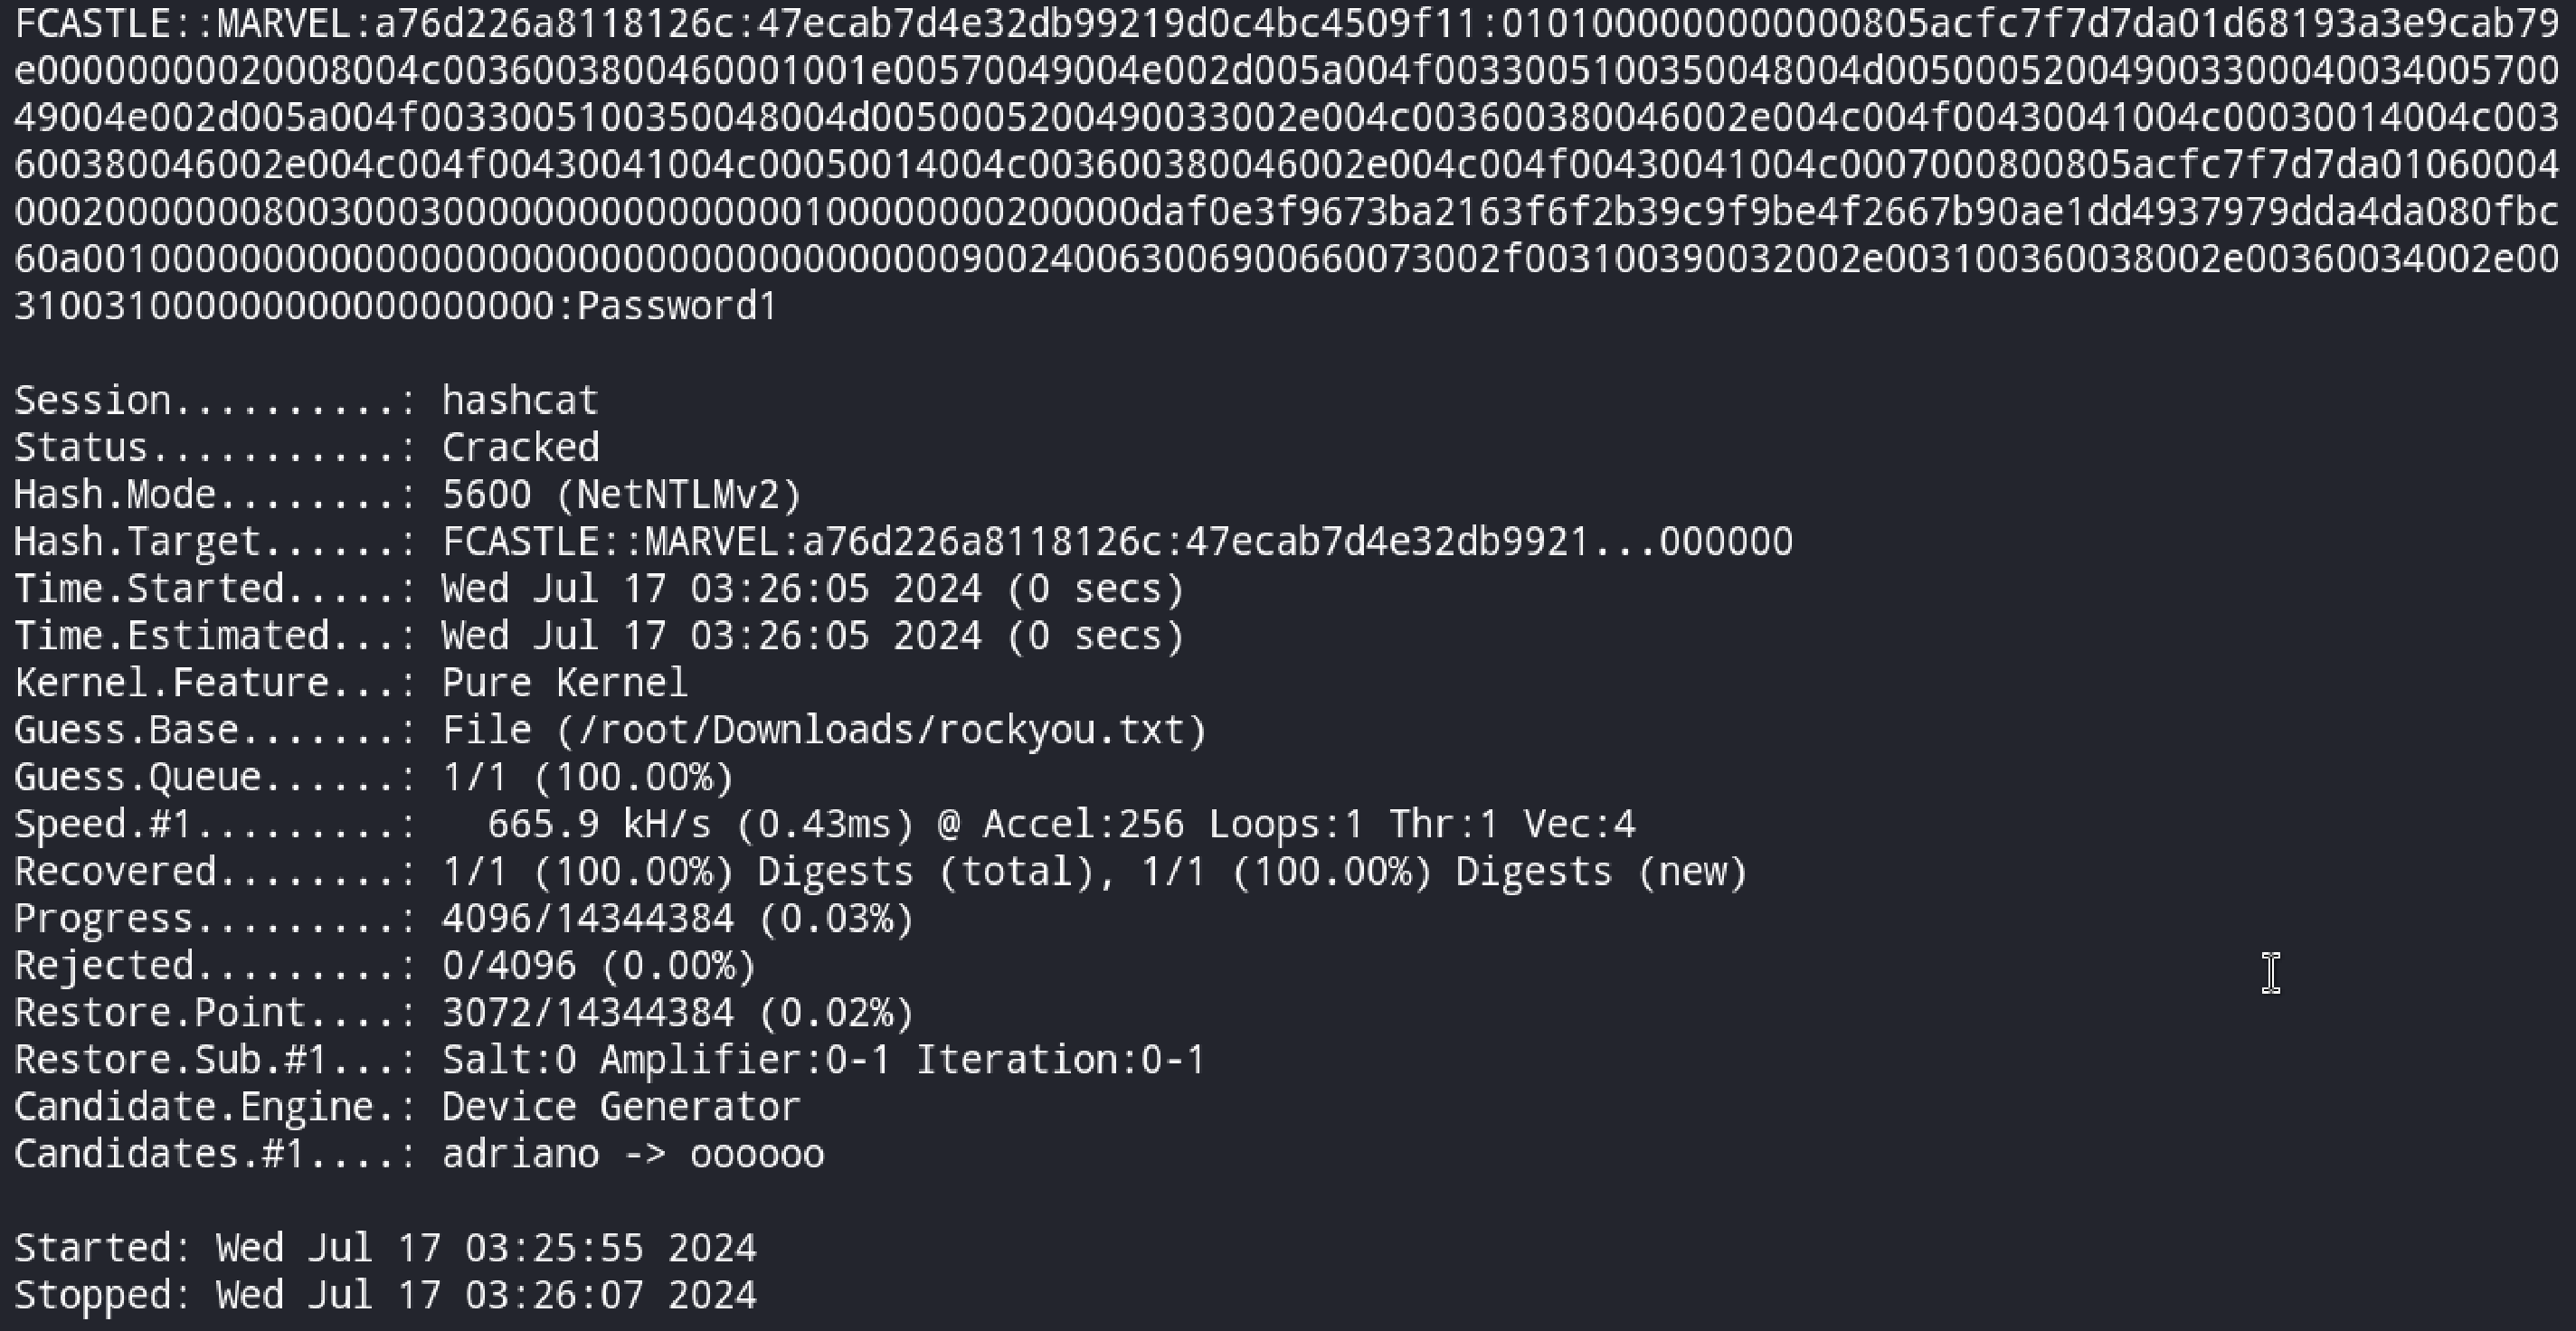 FCASTLE::MARVEL:a76d226a8118126c:47ecab7d4e32db99219d0c4bc4509f11:0101000000000000805acfc7f7d7da01d68193a3e9cab79
e0000000020008004c0036003800460001001e00570049004e002d005a004f0033005100350048004d005000520049003300040034005700
49004e002d005a004f0033005100350048004d0050005200490033002e004c003600380046002e004c004f00430041004c00030014004c003
600380046002e004c004f00430041004c00050014004c003600380046002e004c004f00430041004c0007000800805acfc7f7d7da01060004
00020000000800300030000000000000000100000000200000daf0e3f9673ba2163f6f2b39c9f9be4f2667b90ae1dd4937979dda4da080fbc
60a001000000000000000000000000000000000000900240063006900660073002f003100390032002e003100360038002e00360034002e00
310031000000000000000000:Password1
Session..........: hashcat
Status...........: Cracked
Hash.Mode........: 5600 (NetNTLMv2)
Hash.Target......: FCASTLE::MARVEL:a76d226a8118126c:47ecab7d4e32db9921...000000
Time.Started.....: Wed Jul 17 03:26:05 2024 (0 secs)
Time.Estimated...: Wed Jul 17 03:26:05 2024 (0 secs)
Kernel.Feature...: Pure Kernel
Guess.Base.......: File (/root/Downloads/rockyou.txt)
Guess.Queue......: 1/1 (100.00%)
Speed.#1.........:   665.9 kH/s (0.43ms) @ Accel:256 Loops:1 Thr:1 Vec:4
Recovered........: 1/1 (100.00%) Digests (total), 1/1 (100.00%) Digests (new)
Progress.........: 4096/14344384 (0.03%)
Rejected.........: 0/4096 (0.00%)
Restore.Point....: 3072/14344384 (0.02%)
Restore.Sub.#1...: Salt:0 Amplifier:0-1 Iteration:0-1
Candidate.Engine.: Device Generator
Candidates.#1....: adriano -> oooooo
Started: Wed Jul 17 03:25:55 2024
Stopped: Wed Jul 17 03:26:07 2024